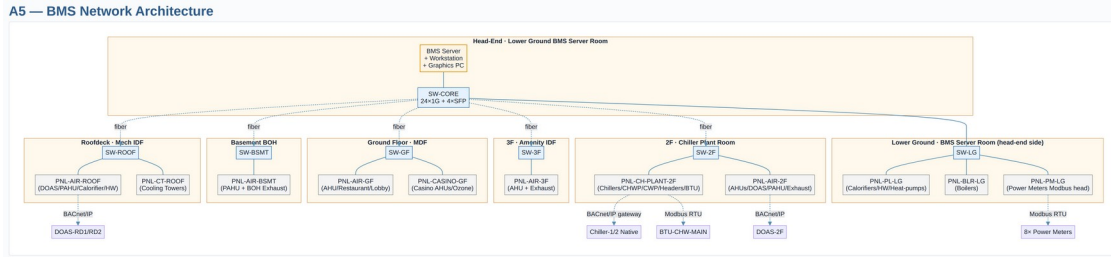 A5 — BMS Network Architecture
Head-End · Lower Ground BMS Server Room
BMS Server
+ Workstation
+ Graphics PC
SW-CORE
24×1G + 4×SFP
fiber
fiber
fiber
fiber
fiber
Roofdeck · Mech IDF
SW-ROOF
PNL-AIR-ROOF
(DOAS/PAHU/Calorifier/HW)
PNL-CT-ROOF
(Cooling Towers)
BACnet/IP
DOAS-RD1/RD2
Basement BOH
SW-BSMT
PNL-AIR-BSMT
(PAHU + BOH Exhaust)
Ground Floor · MDF
SW-GF
PNL-AIR-GF
(AHU/Restaurant/Lobby)
PNL-CASINO-GF
(Casino AHUs/Ozone)
3F · Amenity IDF
SW-3F
PNL-AIR-3F
(AHU + Exhaust)
2F · Chiller Plant Room
SW-2F
PNL-CH-PLANT-2F
(Chillers/CHWP/CWP/Headers/BTU)
PNL-AIR-2F
(AHUs/DOAS/PAHU/Exhaust)
BACnet/IP gateway
Modbus RTU
BACnet/IP
Chiller-1/2 Native
BTU-CHW-MAIN
DOAS-2F
Lower Ground · BMS Server Room (head-end side)
SW-LG
PNL-PL-LG
(Calorifiers/HW/Heat-pumps)
PNL-BLR-LG
(Boilers)
PNL-PM-LG
(Power Meters Modbus head)
Modbus RTU
8× Power Meters